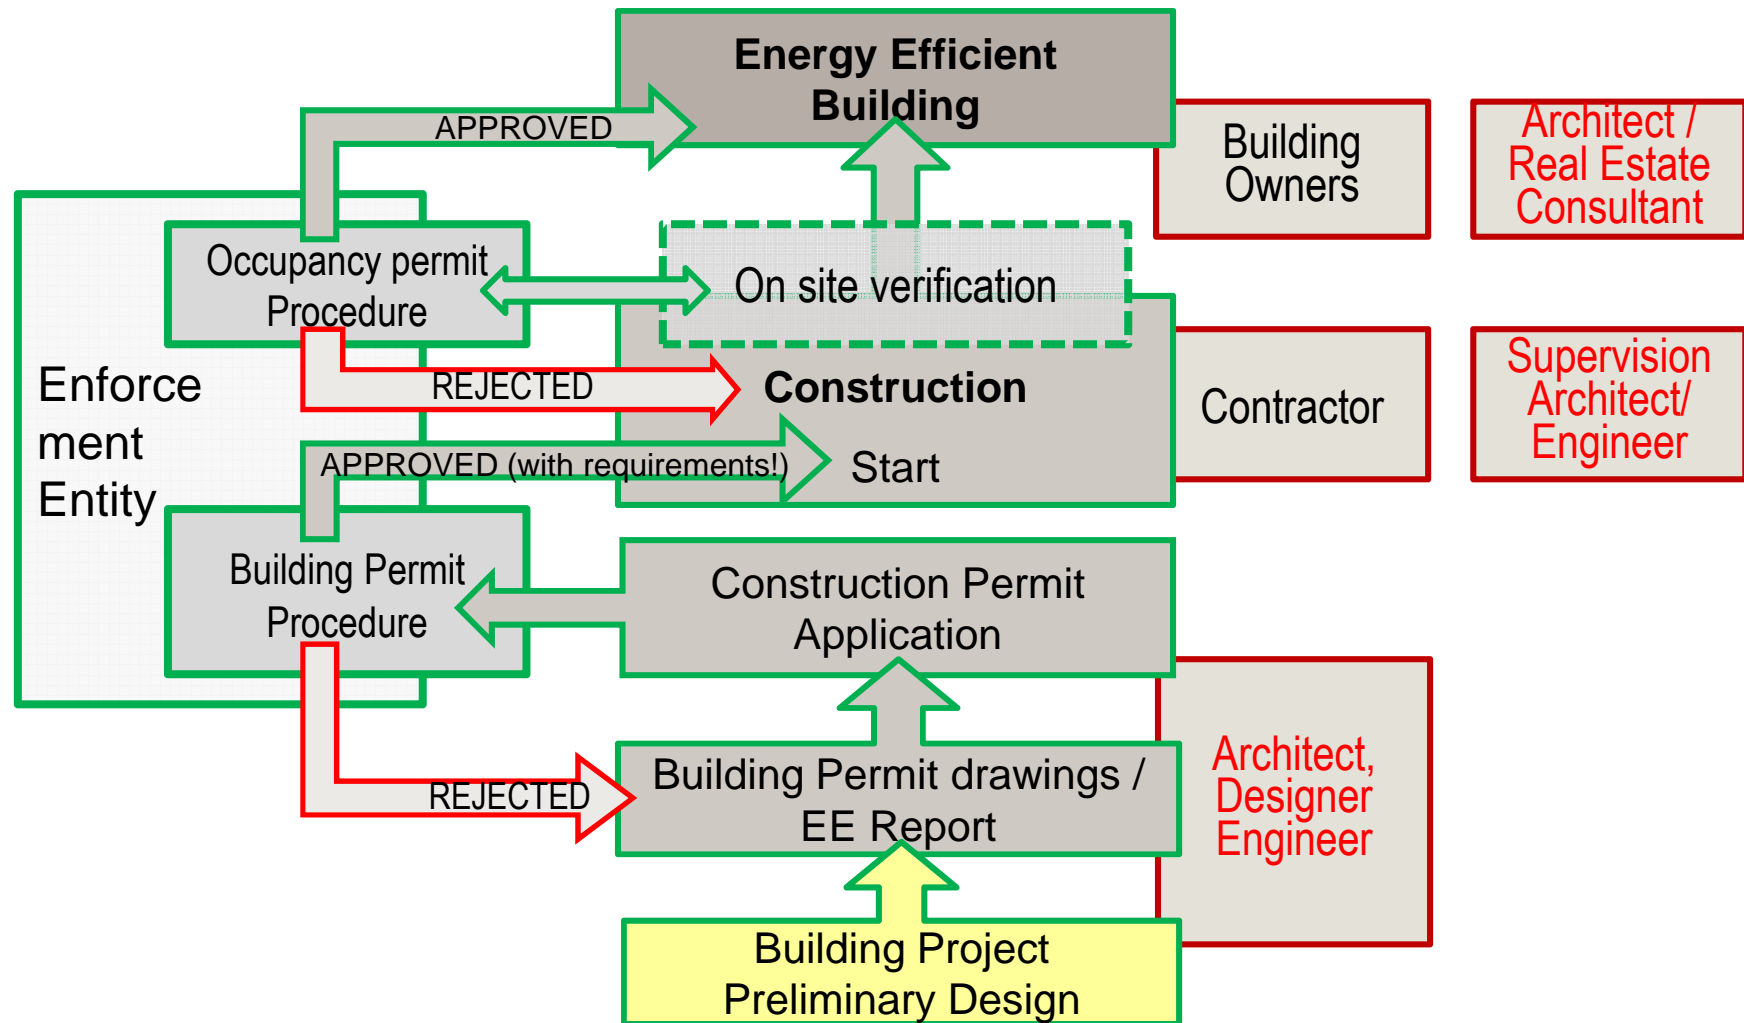 Energy Efficient
Building
APPROVED
Building
Owners
Architect /
Real Estate
Consultant
Occupancy permit
Procedure
On site verification
Enforce
ment
Entity
REJECTED
Construction
Contractor
Supervision
Architect/
Engineer
APPROVED (with requirements!)
Start
Building Permit
Procedure
Construction Permit
Application
REJECTED
Building Permit drawings /
EE Report
Architect,
Designer
Engineer
Building Project
Preliminary Design